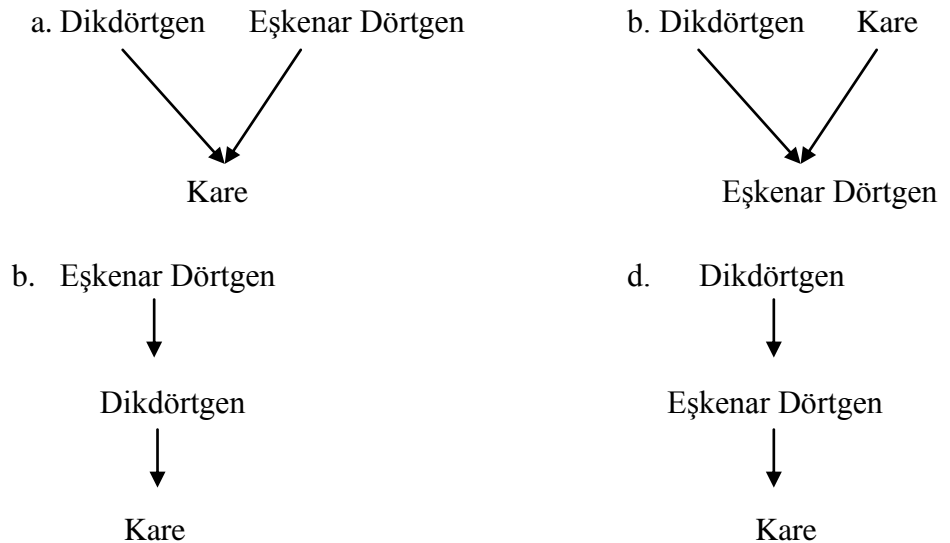 a. Dikdörtgen Eşkenar Dörtgen
Kare
b. Dikdörtgen Kare
Eşkenar Dörtgen
b. Eşkenar Dörtgen
Dikdörtgen
Kare
d. Dikdörtgen
Eşkenar Dörtgen
Kare